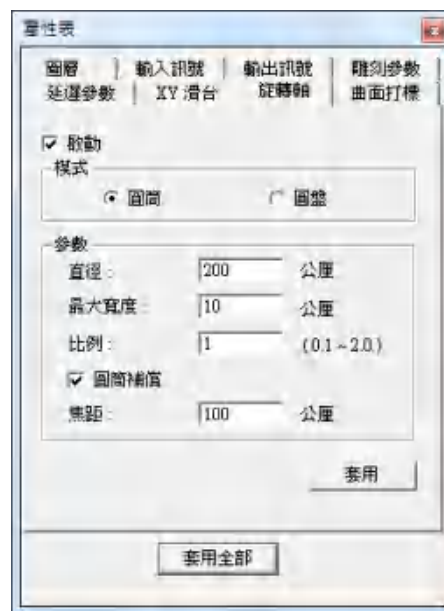 屬性表
圖層 輸入訊號 輸出訊號 雕刻參數
延遲參數 XY 滑台 旋轉軸 曲面打標
啟動
模式
圓筒 圓盤
參數
直徑： 200 公厘
最大寬度： 10 公厘
比例： 1 (0.1 ~ 2.0)
圓筒補償
焦距： 100 公厘
套用
套用全部